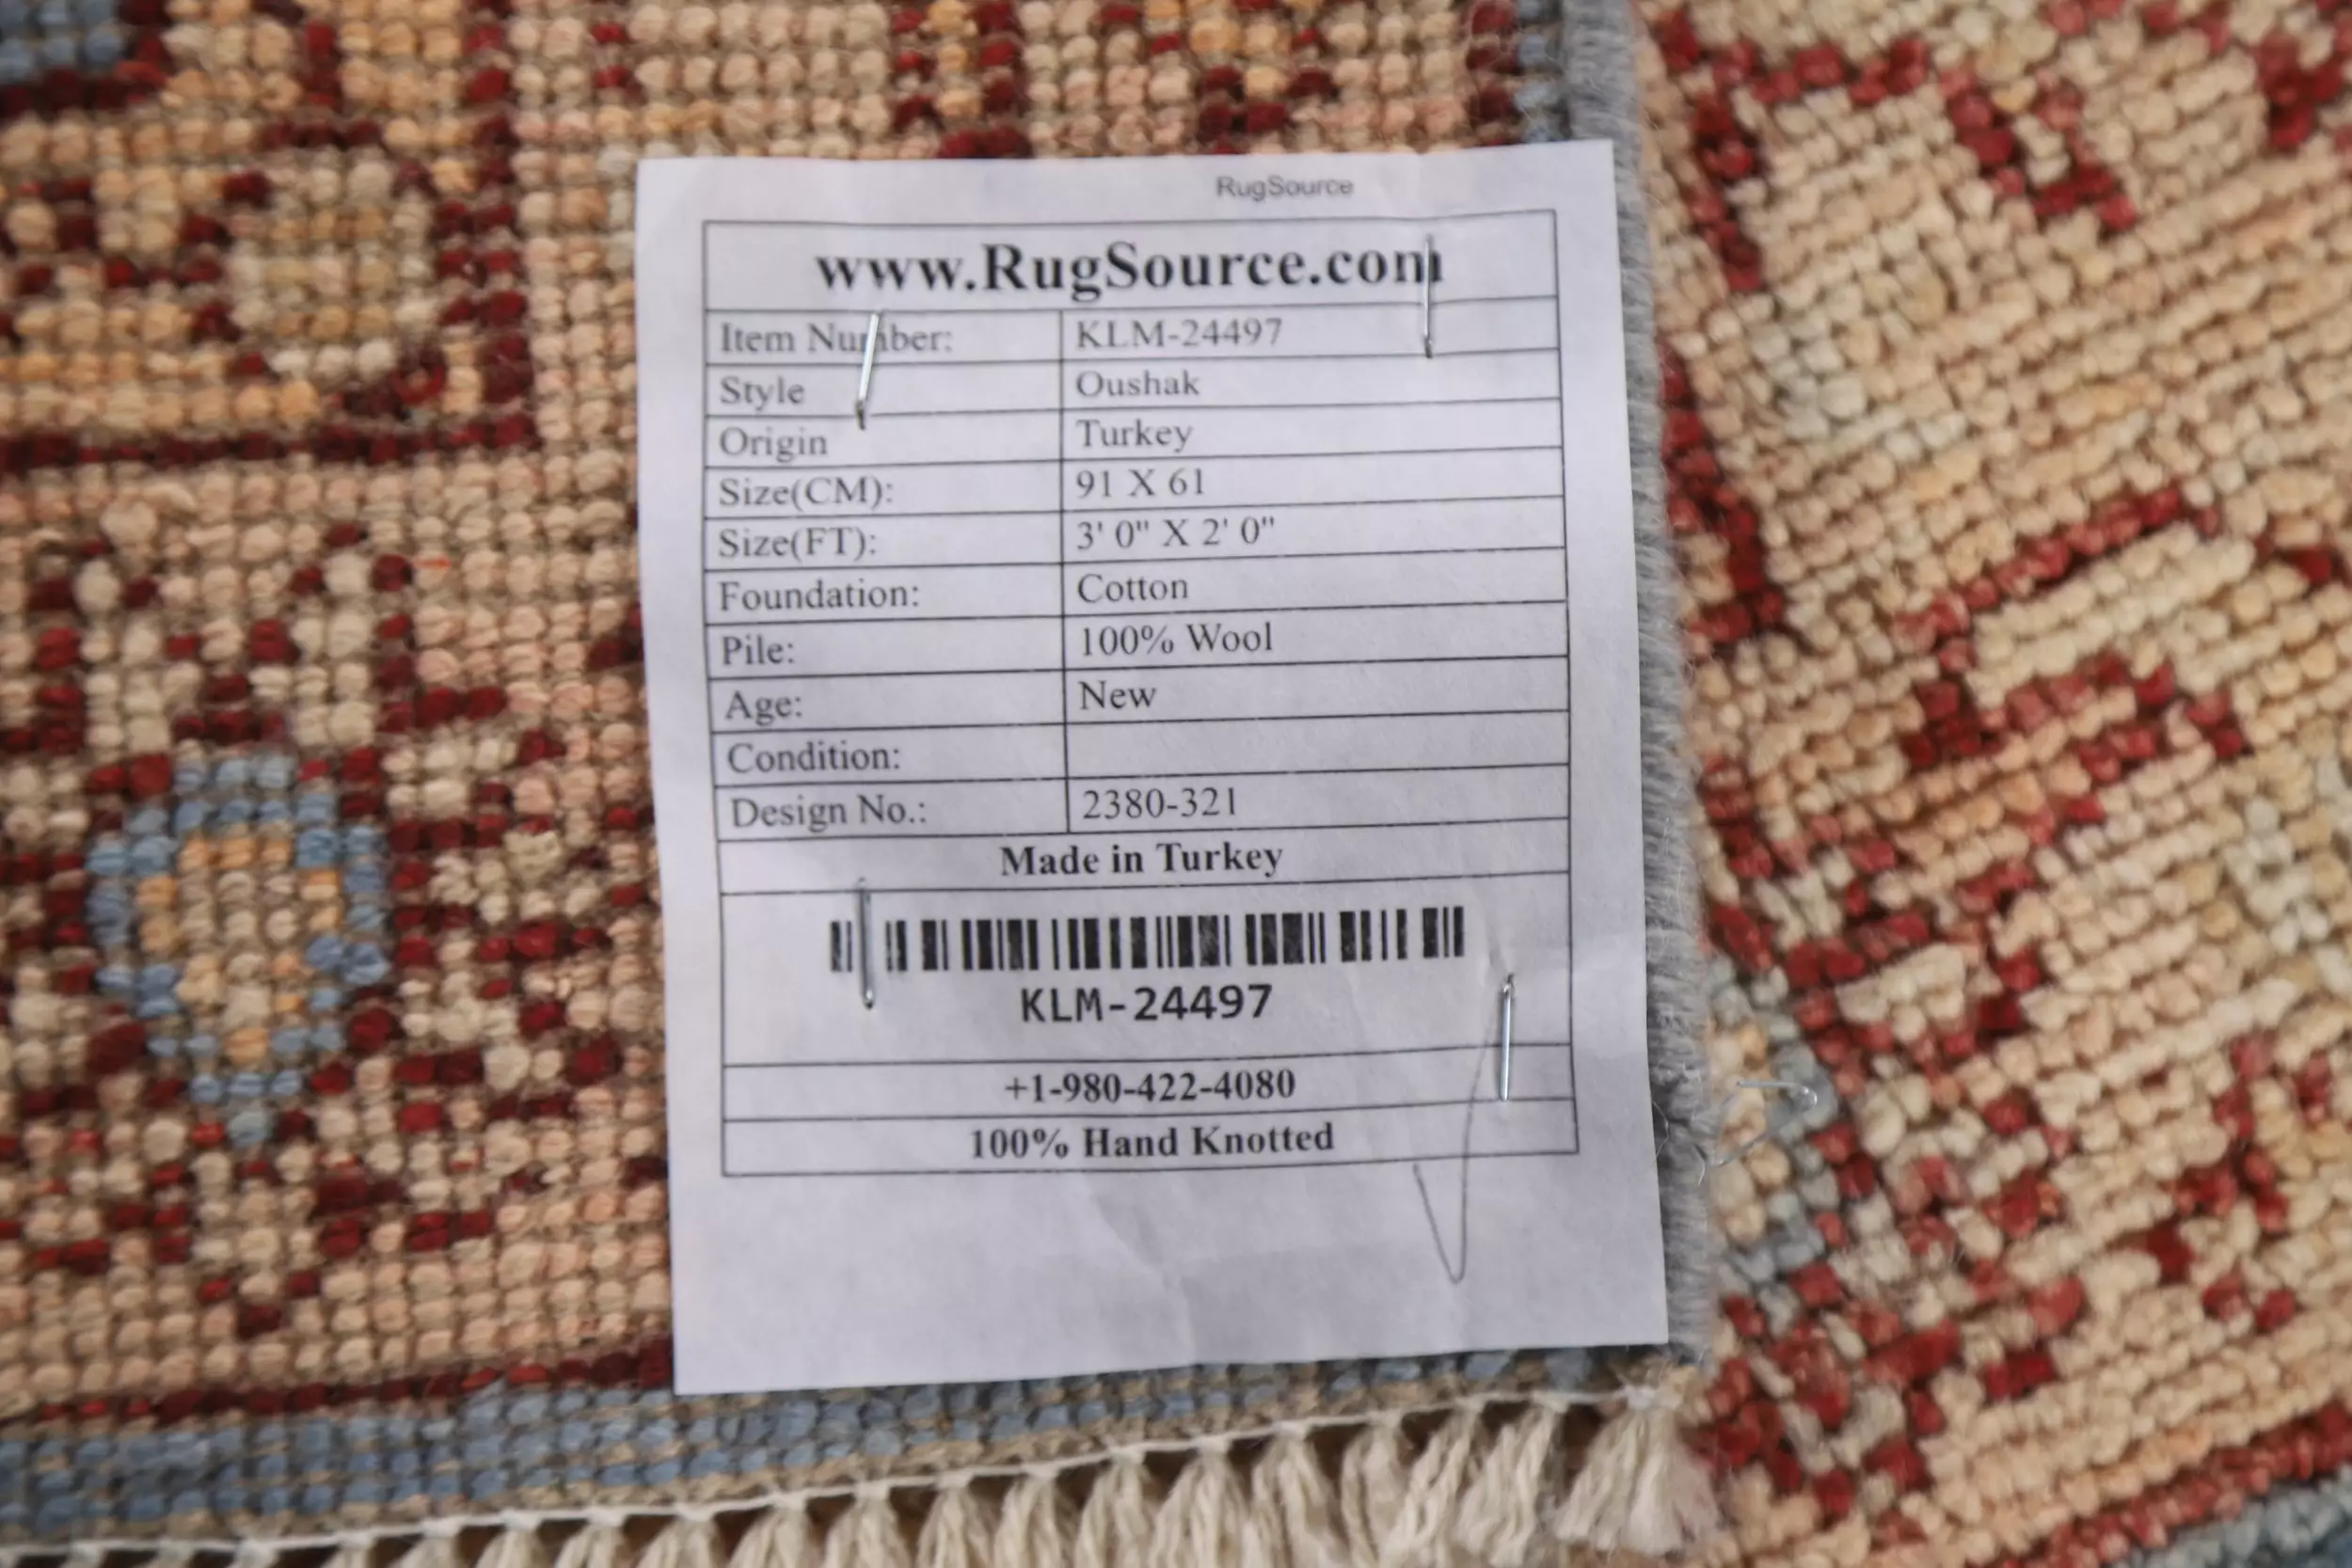 RugSource
www.RugSource.com
Item Number: KLM-24497
Style Oushak
Origin Turkey
Size(CM): 91 X 61
Size(FT): 3' 0" X 2' 0"
Foundation: Cotton
Pile: 100% Wool
Age: New
Condition:
Design No.: 2380-321
Made in Turkey
KLM-24497
+1-980-422-4080
100% Hand Knotted